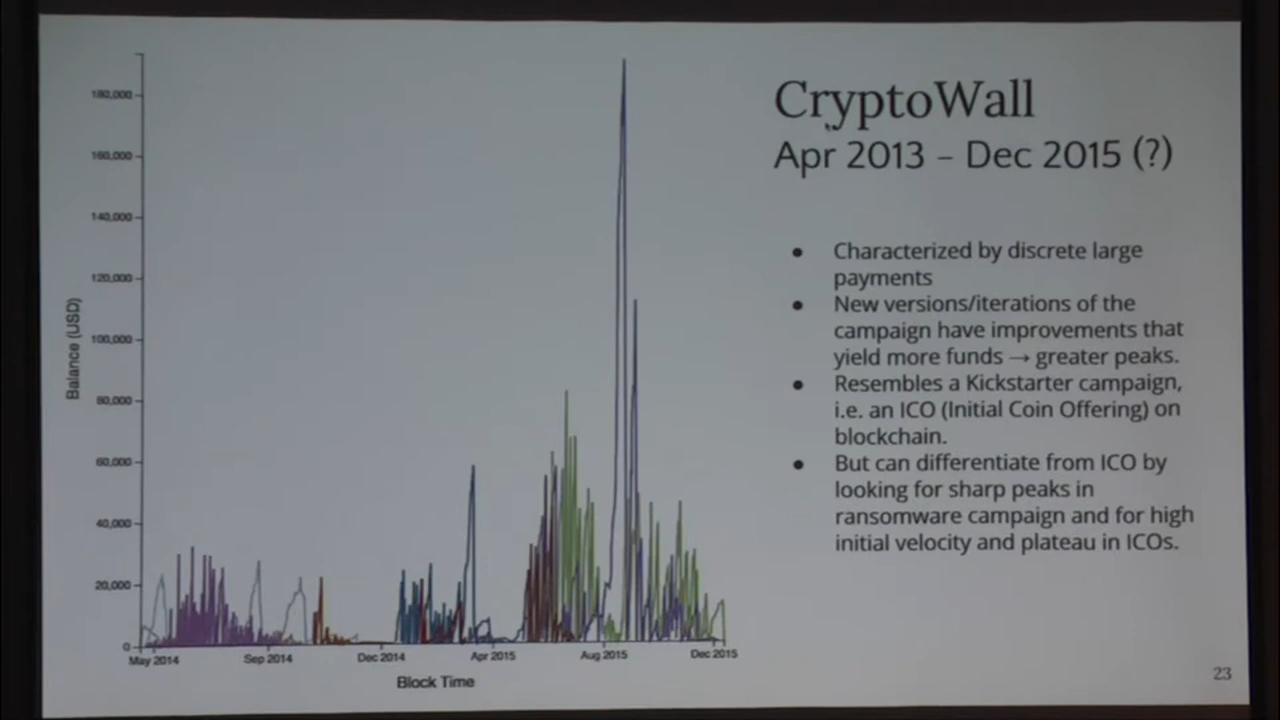 CryptoWall
Apr 2013 – Dec 2015 (?)
● Characterized by discrete large
payments
● New versions/iterations of the
campaign have improvements that
yield more funds → greater peaks.
● Resembles a Kickstarter campaign,
i.e. an ICO (Initial Coin Offering) on
blockchain.
● But can differentiate from ICO by
looking for sharp peaks in
ransomware campaign and for high
initial velocity and plateau in ICOs.
180,000
160,000
140,000
120,000
100,000
80,000
60,000
40,000
20,000
0
Balance (USD)
May 2014 Sep 2014 Dec 2014 Apr 2015 Aug 2015 Dec 2015
Block Time
23